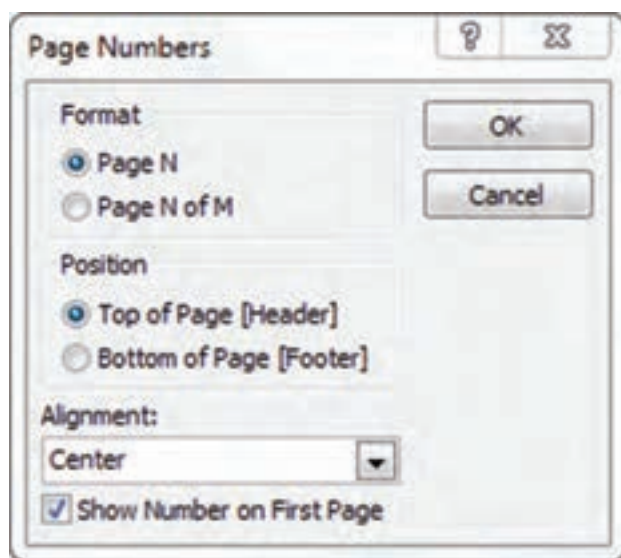 Page Numbers
Format
Page N
Page N of M
OK
Cancel
Position
Top of Page [Header]
Bottom of Page [Footer]
Alignment:
Center
Show Number on First Page